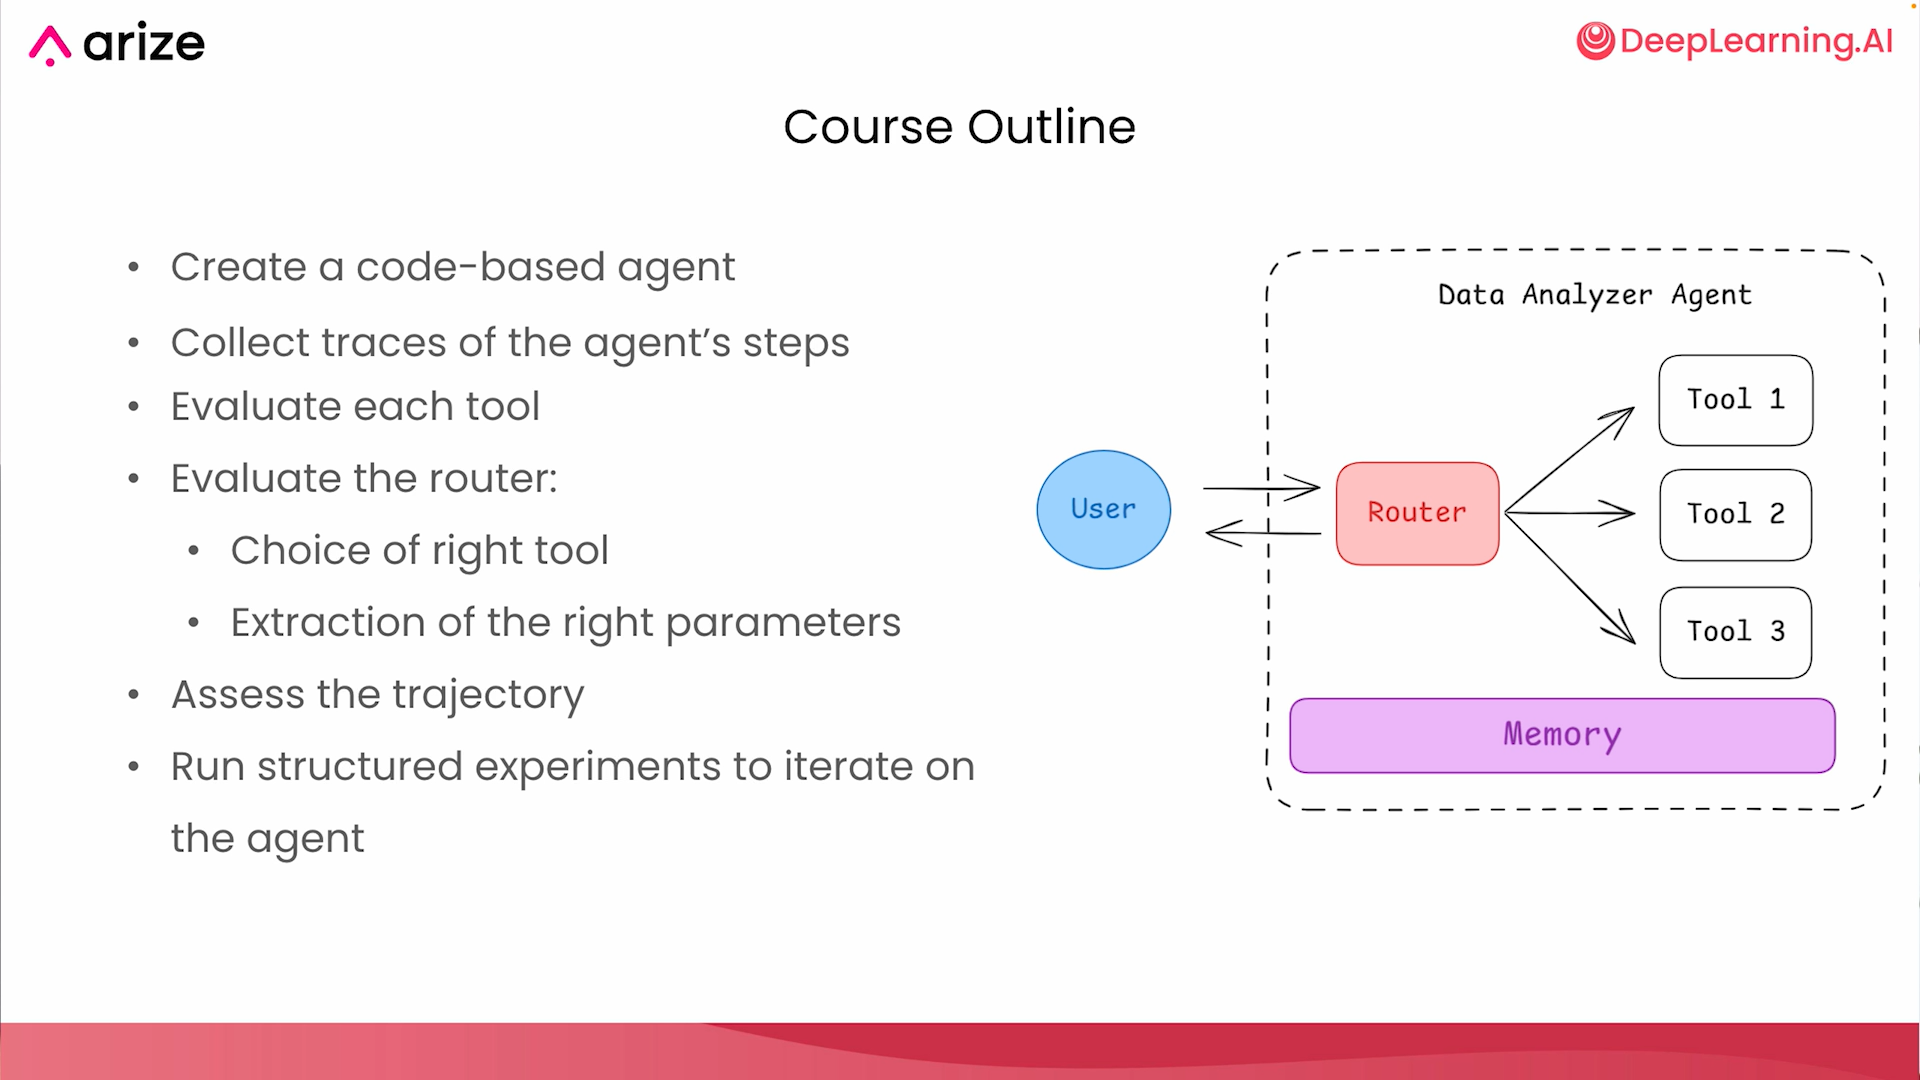 arize
DeepLearning.AI
Course Outline
• Create a code-based agent
• Collect traces of the agent's steps
• Evaluate each tool
• Evaluate the router:
• Choice of right tool
• Extraction of the right parameters
• Assess the trajectory
• Run structured experiments to iterate on
the agent
Data Analyzer Agent
User
Router
Tool 1
Tool 2
Tool 3
Memory